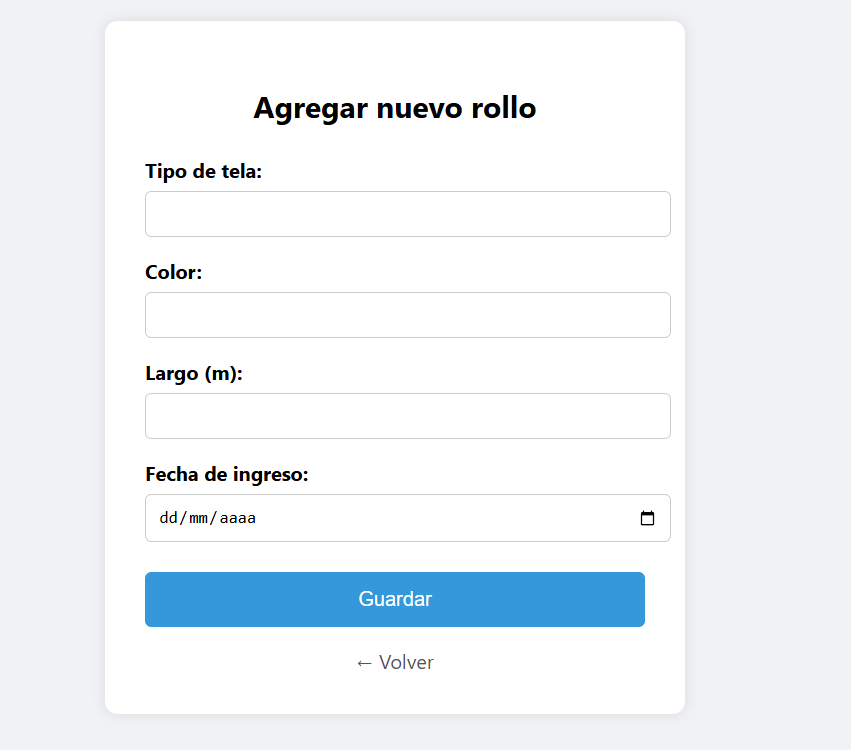 Agregar nuevo rollo
Tipo de tela:
Color:
Largo (m):
Fecha de ingreso:
dd/mm/aaaa
Guardar
← Volver